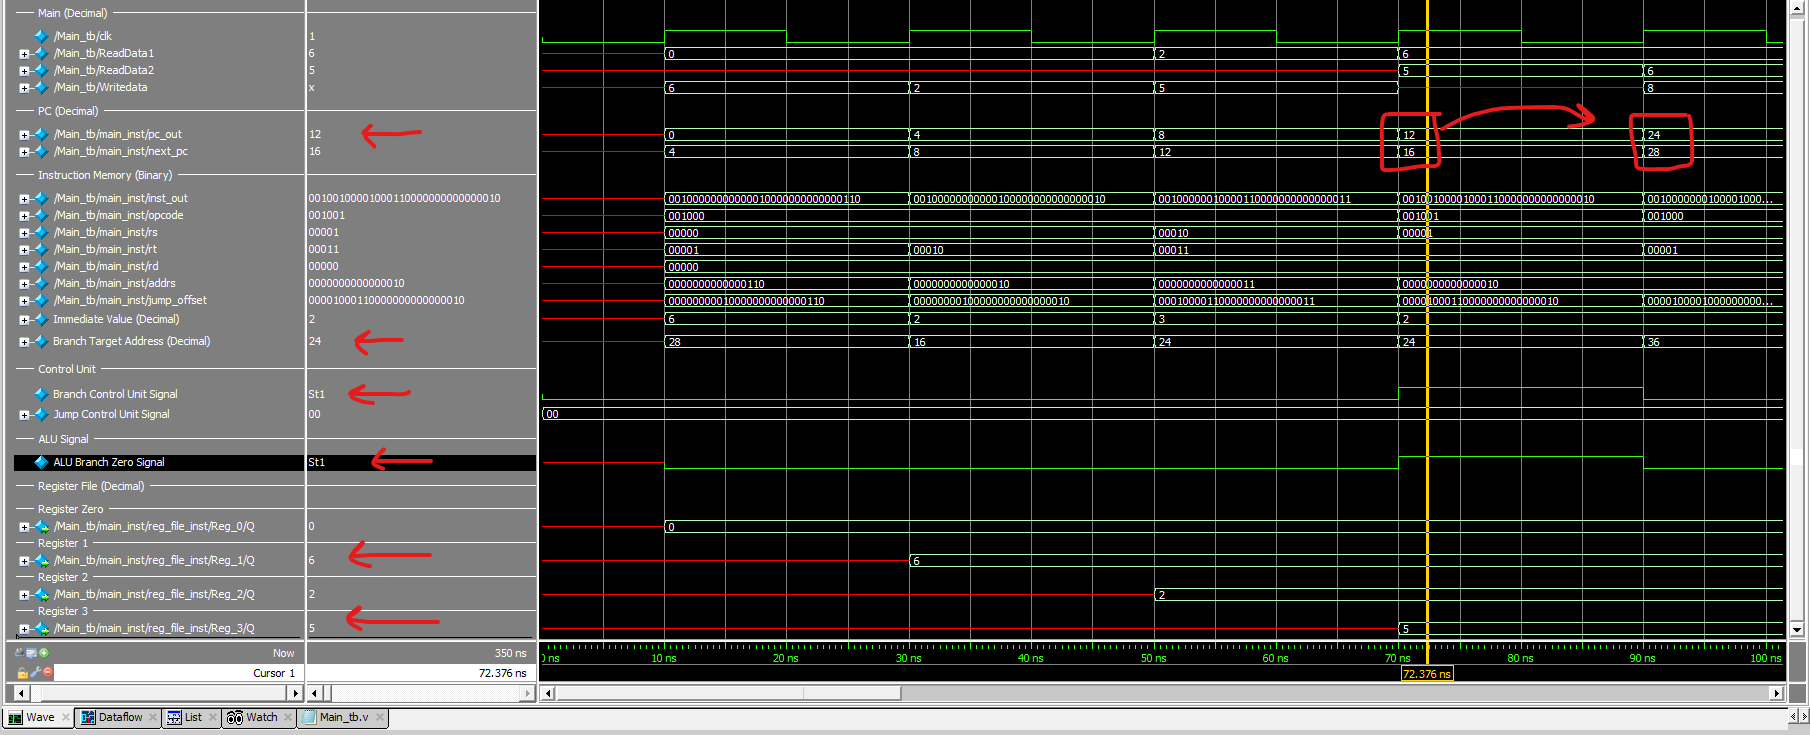 Main (Decimal)
/Main_tb/clk 1
/Main_tb/ReadData1 6 0 2 6
/Main_tb/ReadData2 5 5 6
/Main_tb/Writedata x 6 2 5 8
PC (Decimal)
/Main_tb/main_inst/pc_out 12 0 4 8 12 24
/Main_tb/main_inst/next_pc 16 4 8 12 16 28
Instruction Memory (Binary)
/Main_tb/main_inst/inst_out 00100100001000110000000000000010 00100000000000010000000000000110 00100000000000100000000000000010 00100000010000110000000000000011 00100100001000110000000000000010 0010000000100001000...
/Main_tb/main_inst/opcode 001001 001000 001001 001000
/Main_tb/main_inst/rs 00001 00000 00010 00001
/Main_tb/main_inst/rt 00011 00001 00010 00011 00001
/Main_tb/main_inst/rd 00000 00000
/Main_tb/main_inst/addrs 0000000000000010 0000000000000110 0000000000000010 0000000000000011 0000000000000010
/Main_tb/main_inst/jump_offset 00001000110000000000000010 00000000010000000000000110 00000000100000000000000010 00010000110000000000000011 00001000110000000000000010 0000100001000000000...
Immediate Value (Decimal) 2 6 2 3 2
Branch Target Address (Decimal) 24 28 16 24 24 36
Control Unit
Branch Control Unit Signal St1
Jump Control Unit Signal 00 00
ALU Signal
ALU Branch Zero Signal St1
Register File (Decimal)
Register Zero
/Main_tb/main_inst/reg_file_inst/Reg_0/Q 0 0
Register 1
/Main_tb/main_inst/reg_file_inst/Reg_1/Q 6 6
Register 2
/Main_tb/main_inst/reg_file_inst/Reg_2/Q 2 2
Register 3
/Main_tb/main_inst/reg_file_inst/Reg_3/Q 5 5
Now 350 ns 0 ns 10 ns 20 ns 30 ns 40 ns 50 ns 60 ns 70 ns 80 ns 90 ns 100 ns
Cursor 1 72.376 ns 72.376 ns
Wave Dataflow List Watch Main_tb.v